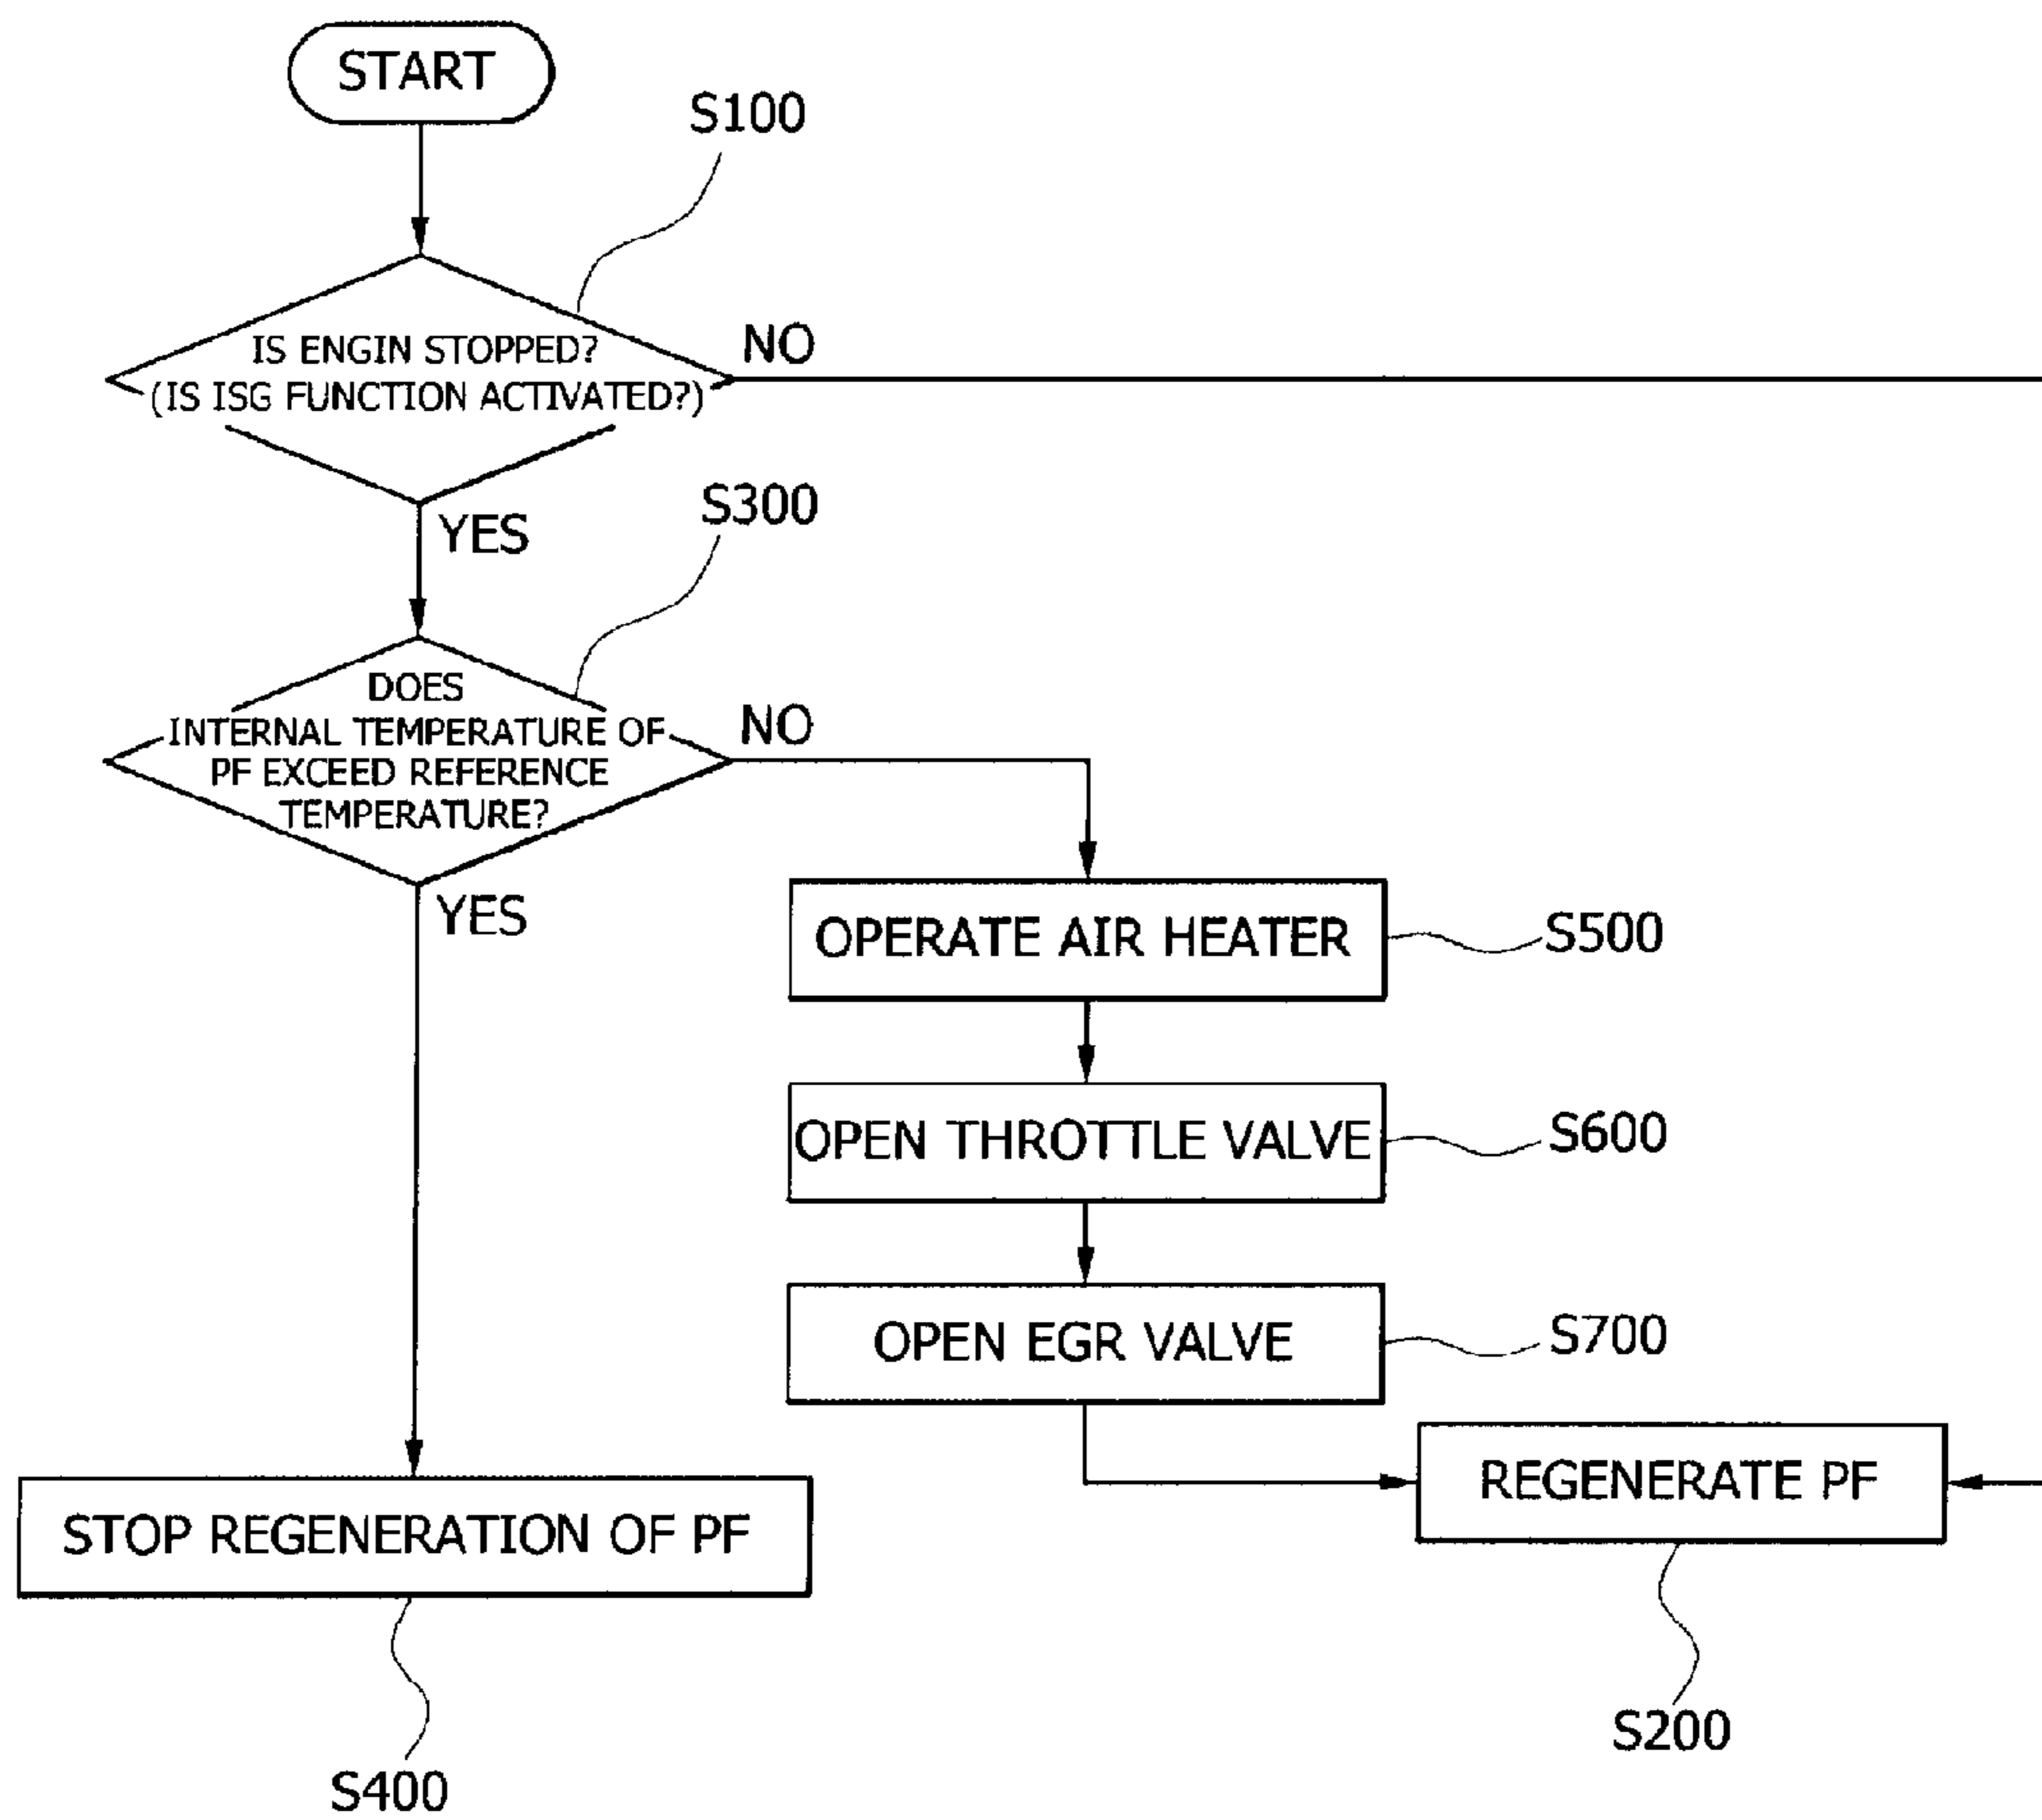 START
S100
IS ENGIN STOPPED?
(IS ISG FUNCTION ACTIVATED?)
NO
YES
S300
DOES
INTERNAL TEMPERATURE OF
PF EXCEED REFERENCE
TEMPERATURE?
NO
YES
OPERATE AIR HEATER
S500
OPEN THROTTLE VALVE
S600
OPEN EGR VALVE
S700
REGENERATE PF
S200
STOP REGENERATION OF PF
S400